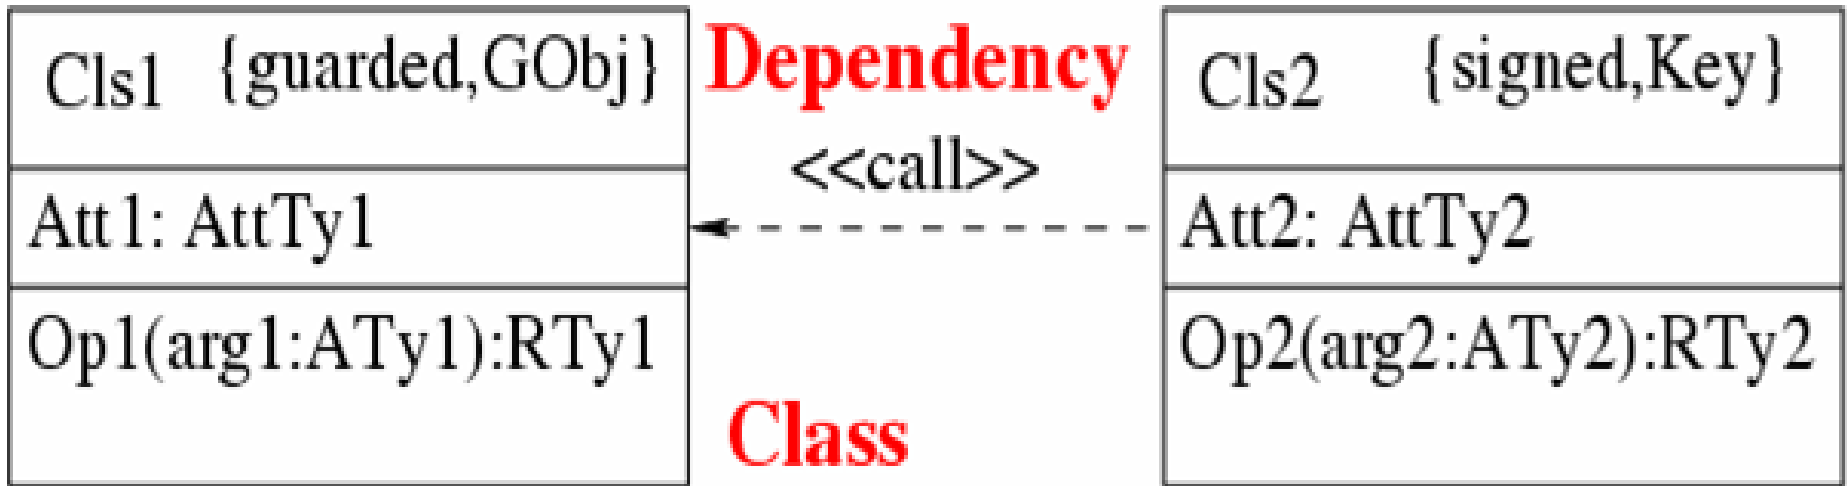 Cls1 {guarded,GObj}
Att1: AttTy1
Op1(arg1:ATy1):RTy1
Dependency
<<call>>
Class
Cls2 {signed,Key}
Att2: AttTy2
Op2(arg2:ATy2):RTy2